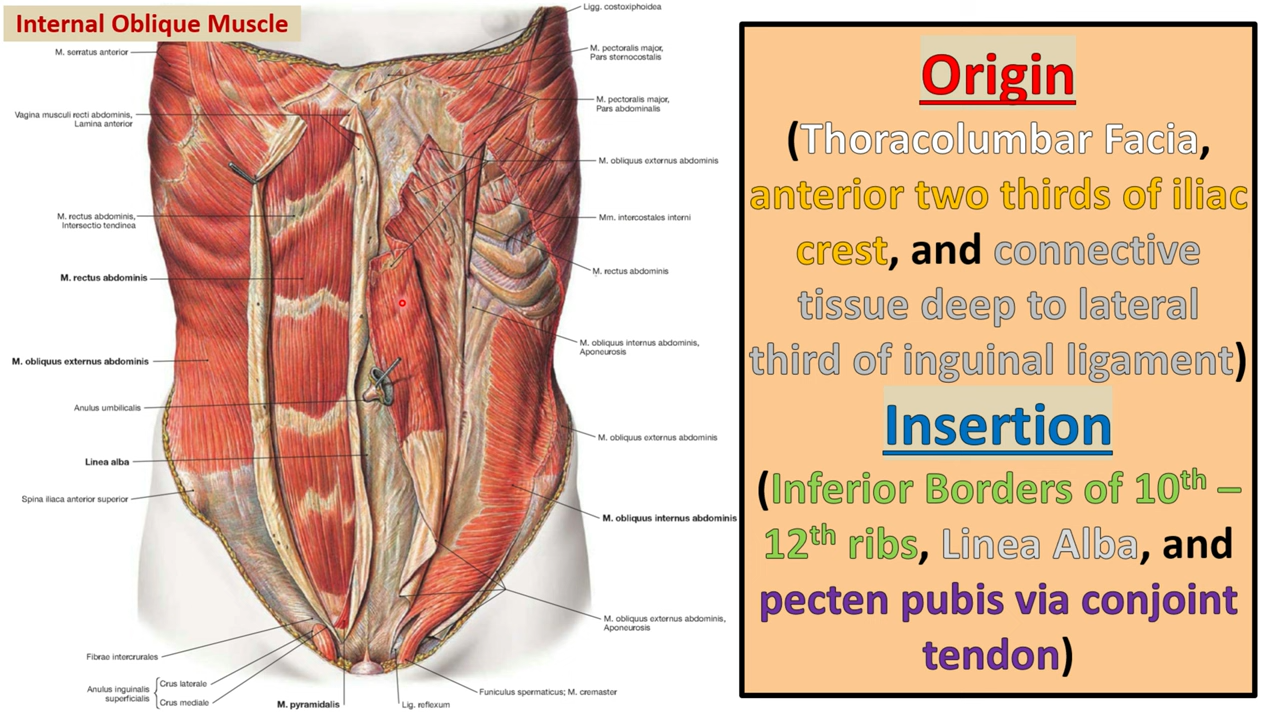 Internal Oblique Muscle
M. serratus anterior
Vagina musculi recti abdominis,
Lamina anterior
M. rectus abdominis,
Intersectio tendinea
M. rectus abdominis
M. obliquus externus abdominis
Anulus umbilicalis
Linea alba
Spina iliaca anterior superior
Fibrae intercrurales
Anulus inguinalis
superficialis
Crus laterale
Crus mediale
M. pyramidalis
Ligg. costoxiphoidea
M. pectoralis major,
Pars sternocostalis
M. pectoralis major,
Pars abdominalis
M. obliquus externus abdominis
Mm. intercostales interni
M. rectus abdominis
M. obliquus internus abdominis,
Aponeurosis
M. obliquus externus abdominis
M. obliquus internus abdominis
M. obliquus externus abdominis,
Aponeurosis
Funiculus spermaticus; M. cremaster
Lig. reflexum
Origin
(Thoracolumbar Facia,
anterior two thirds of iliac
crest, and connective
tissue deep to lateral
third of inguinal ligament)
Insertion
(Inferior Borders of 10th –
12th ribs, Linea Alba, and
pecten pubis via conjoint
tendon)